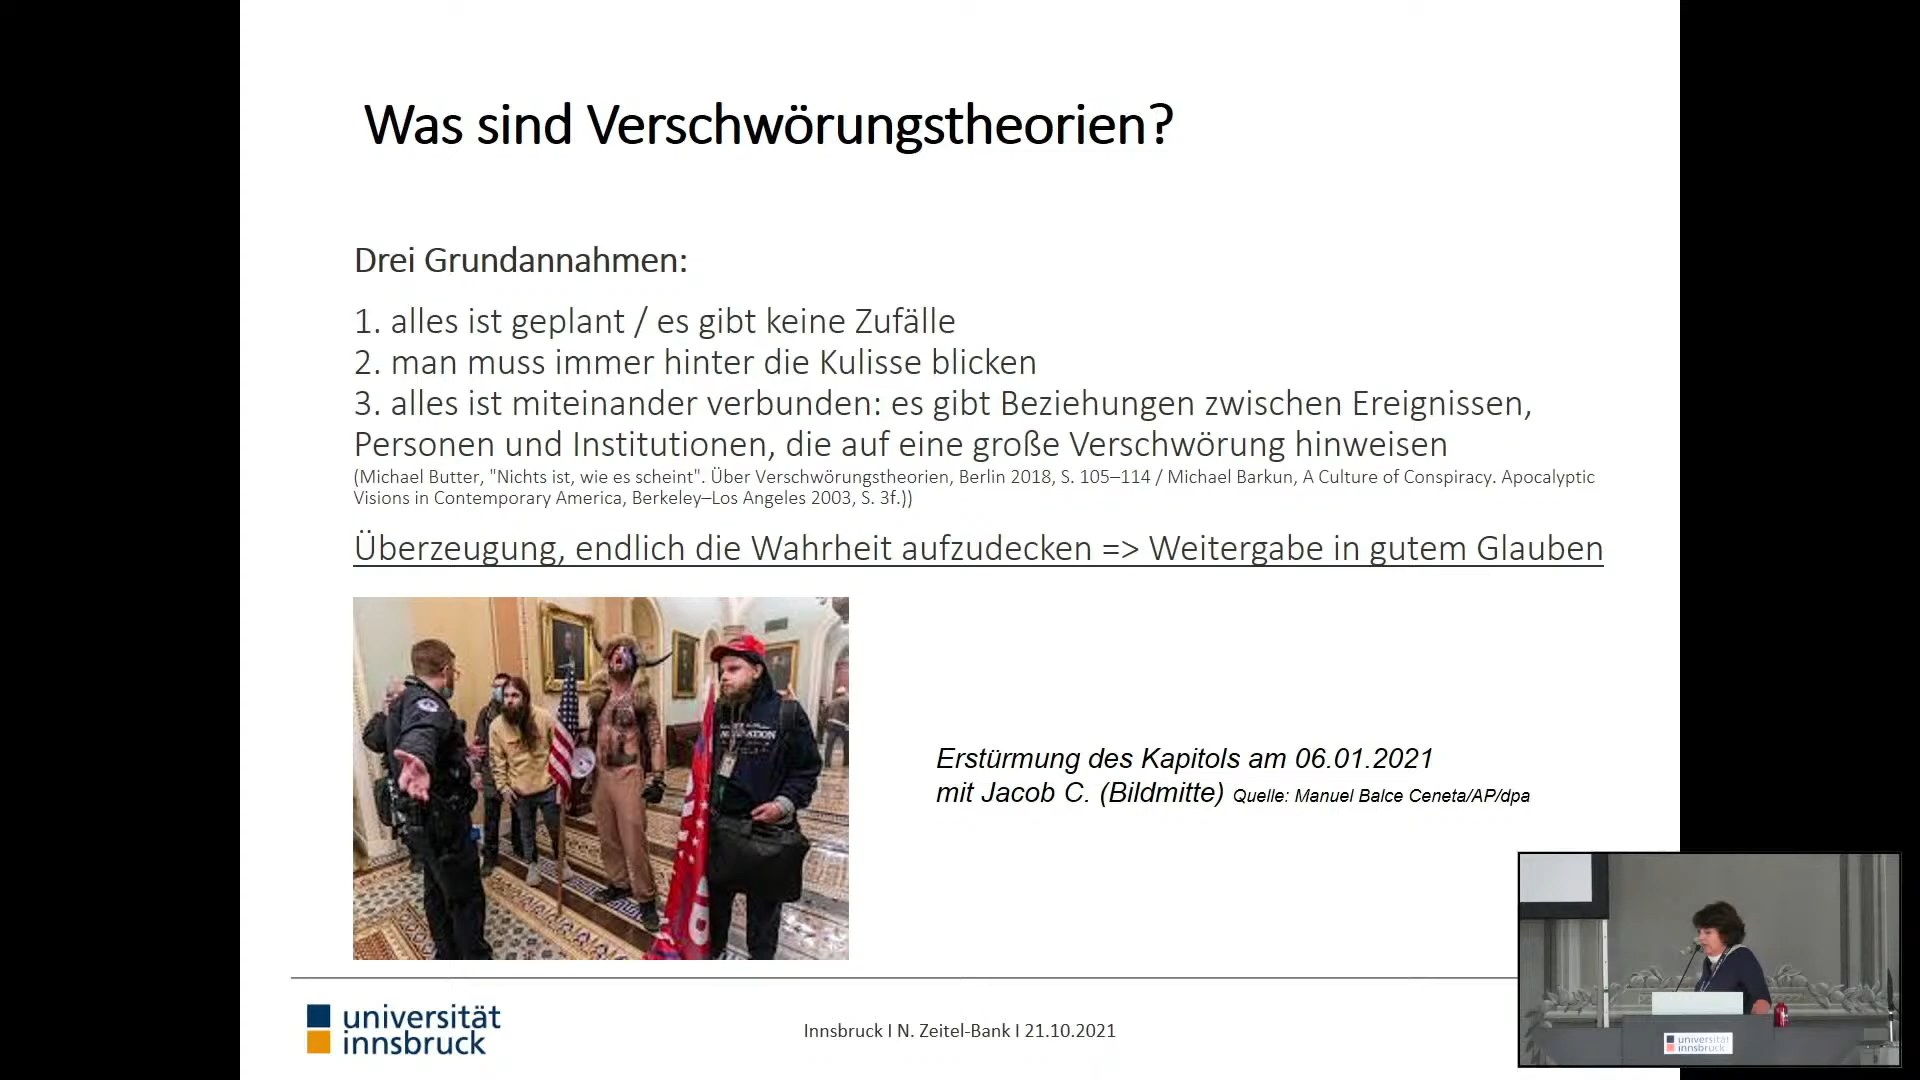 Was sind Verschwörungstheorien?
Drei Grundannahmen:
1. alles ist geplant / es gibt keine Zufälle
2. man muss immer hinter die Kulisse blicken
3. alles ist miteinander verbunden: es gibt Beziehungen zwischen Ereignissen,
Personen und Institutionen, die auf eine große Verschwörung hinweisen
(Michael Butter, "Nichts ist, wie es scheint". Über Verschwörungstheorien, Berlin 2018, S. 105–114 / Michael Barkun, A Culture of Conspiracy. Apocalyptic
Visions in Contemporary America, Berkeley–Los Angeles 2003, S. 3f.))
Überzeugung, endlich die Wahrheit aufzudecken => Weitergabe in gutem Glauben
Erstürmung des Kapitols am 06.01.2021
mit Jacob C. (Bildmitte) Quelle: Manuel Balce Ceneta/AP/dpa
universität
innsbruck
Innsbruck I N. Zeitel-Bank I 21.10.2021
universität
innsbruck